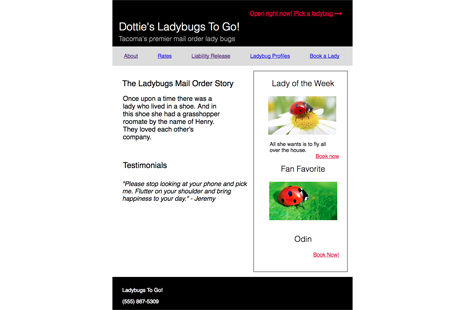 Open right now! Pick a ladybug ⟶
Dottie's Ladybugs To Go!
Tacoma's premier mail order lady bugs
About Rates Liability Release Ladybug Profiles Book a Lady
The Ladybugs Mail Order Story
Once upon a time there was a
lady who lived in a shoe. And in
this shoe she had a grasshopper
roomate by the name of Henry.
They loved each other's
company.
Testimonials
"Please stop looking at your phone and pick
me. Flutter on your shoulder and bring
happiness to your day." - Jeremy
Lady of the Week
All she wants is to fly all
over the house.
Book now
Fan Favorite
Odin
Book Now!
Ladybugs To Go!
(555) 867-5309